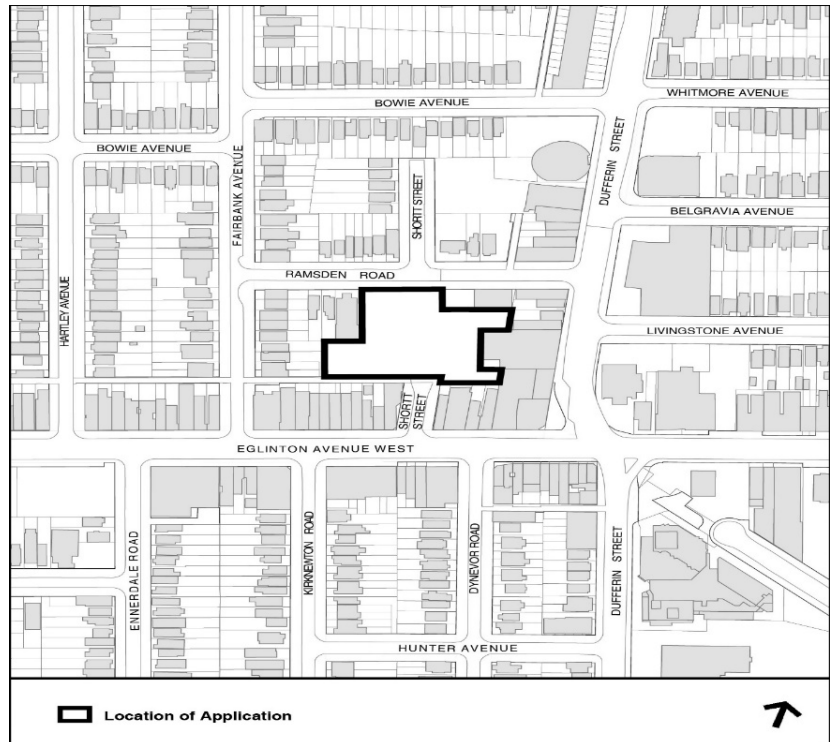 BOWIE AVENUE
WHITMORE AVENUE
BOWIE AVENUE
FAIRBANK AVENUE
DUFFERIN STREET
SHORTT STREET
BELGRAVIA AVENUE
RAMSDEN ROAD
HARTLEY AVENUE
LIVINGSTONE AVENUE
SHORTT
STREET
EGLINTON AVENUE WEST
ENNERDALE ROAD
KIRKNEWTON ROAD
DYNEVOR ROAD
DUFFERIN STREET
HUNTER AVENUE
Location of Application